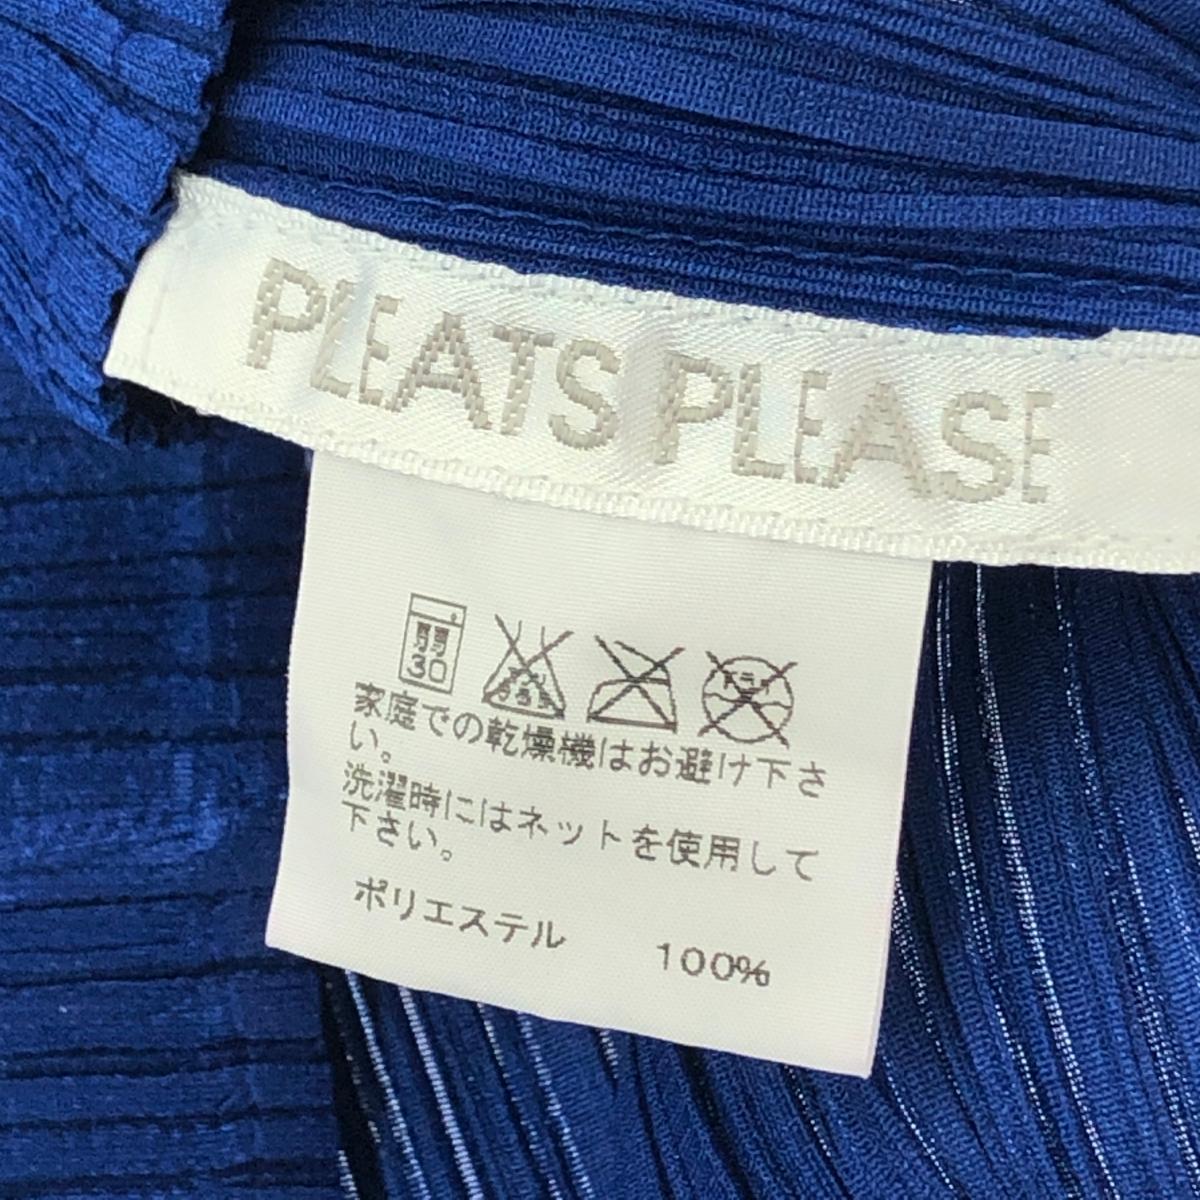 PLEATS PLEASE
弱
30
家庭での乾燥機はお避け下さ
い。
洗濯時にはネットを使用して
下さい。
ポリエステル 100%